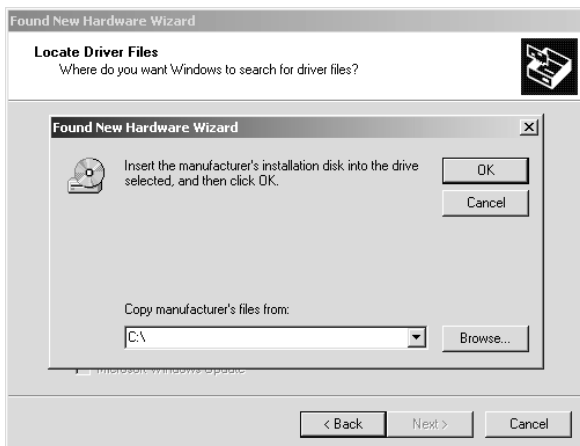 Found New Hardware Wizard
Locate Driver Files
Where do you want Windows to search for driver files?
Found New Hardware Wizard
Insert the manufacturer's installation disk into the drive
selected, and then click OK.
OK
Cancel
Copy manufacturer's files from:
C:\
Browse...
Microsoft Windows Update
< Back
Next >
Cancel